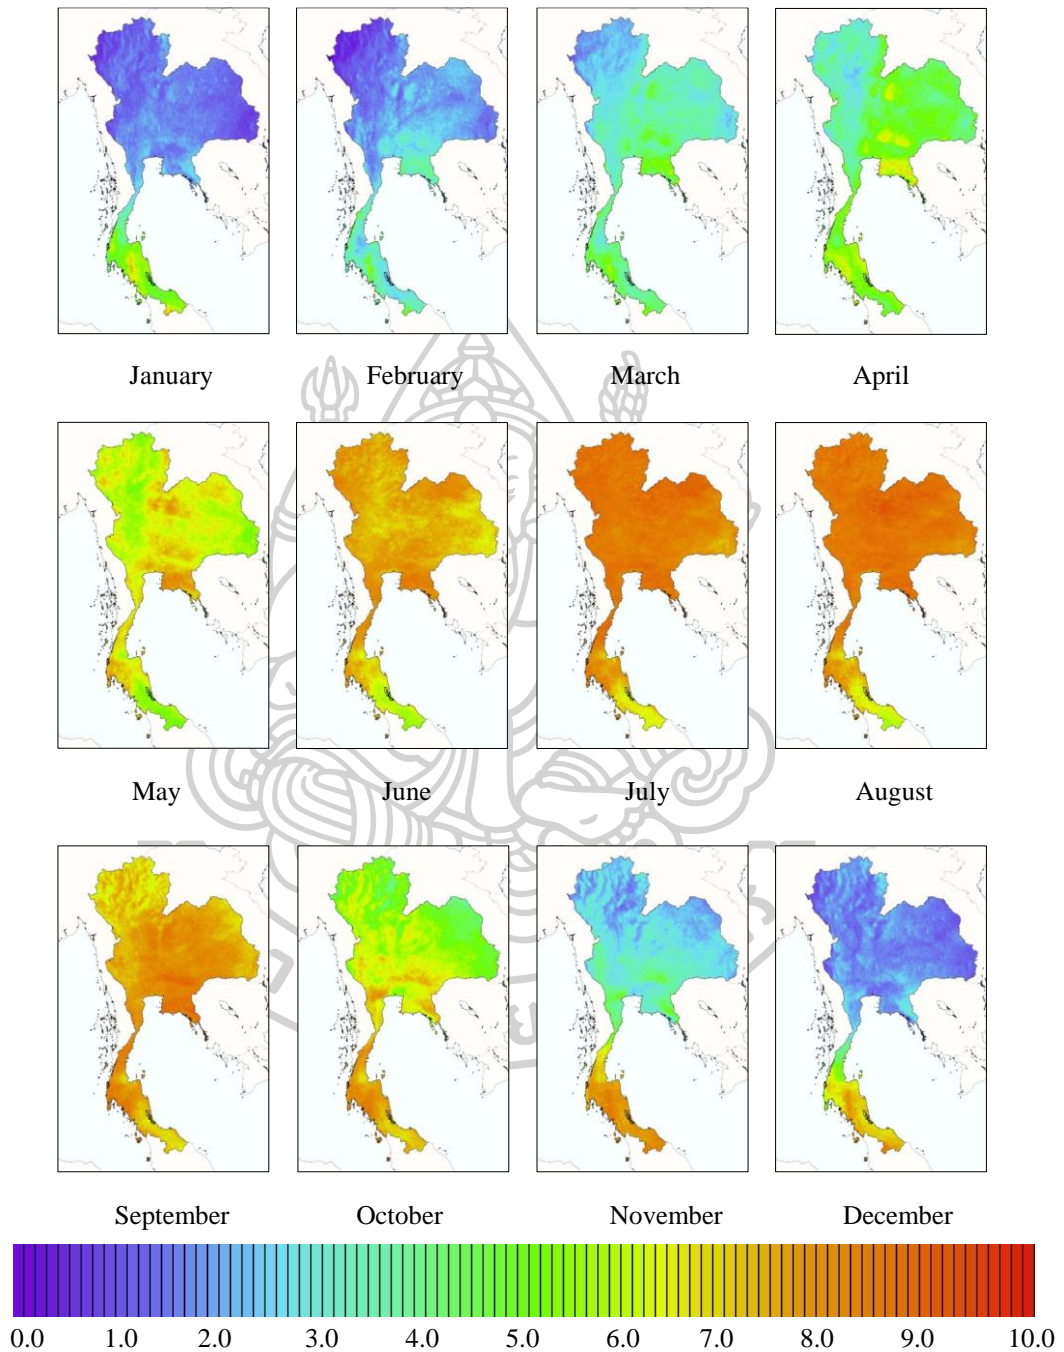 January February March April
May June July August
September October November December
0.0 1.0 2.0 3.0 4.0 5.0 6.0 7.0 8.0 9.0 10.0